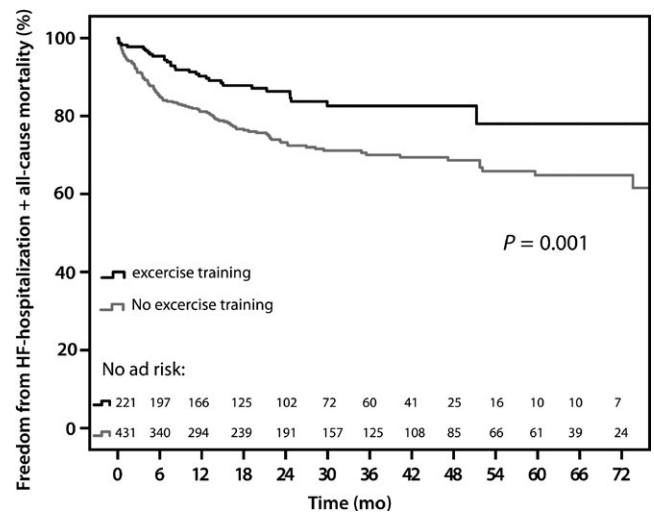 Freedom from HF-hospitalization + all-cause mortality (%)
100
80
60
40
20
0
P = 0.001
excercise training
No excercise training
No ad risk:
221 197 166 125 102 72 60 41 25 16 10 10 7
431 340 294 239 191 157 125 108 85 66 61 39 24
0 6 12 18 24 30 36 42 48 54 60 66 72
Time (mo)